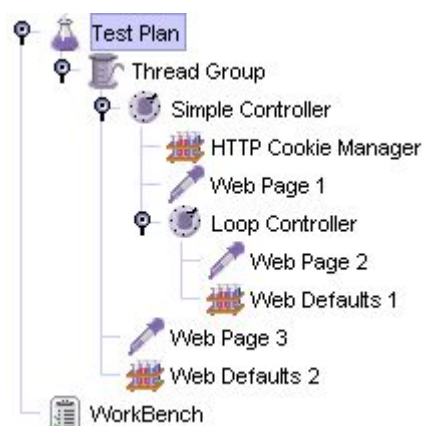 Test Plan
Thread Group
Simple Controller
HTTP Cookie Manager
Web Page 1
Loop Controller
Web Page 2
Web Defaults 1
Web Page 3
Web Defaults 2
WorkBench